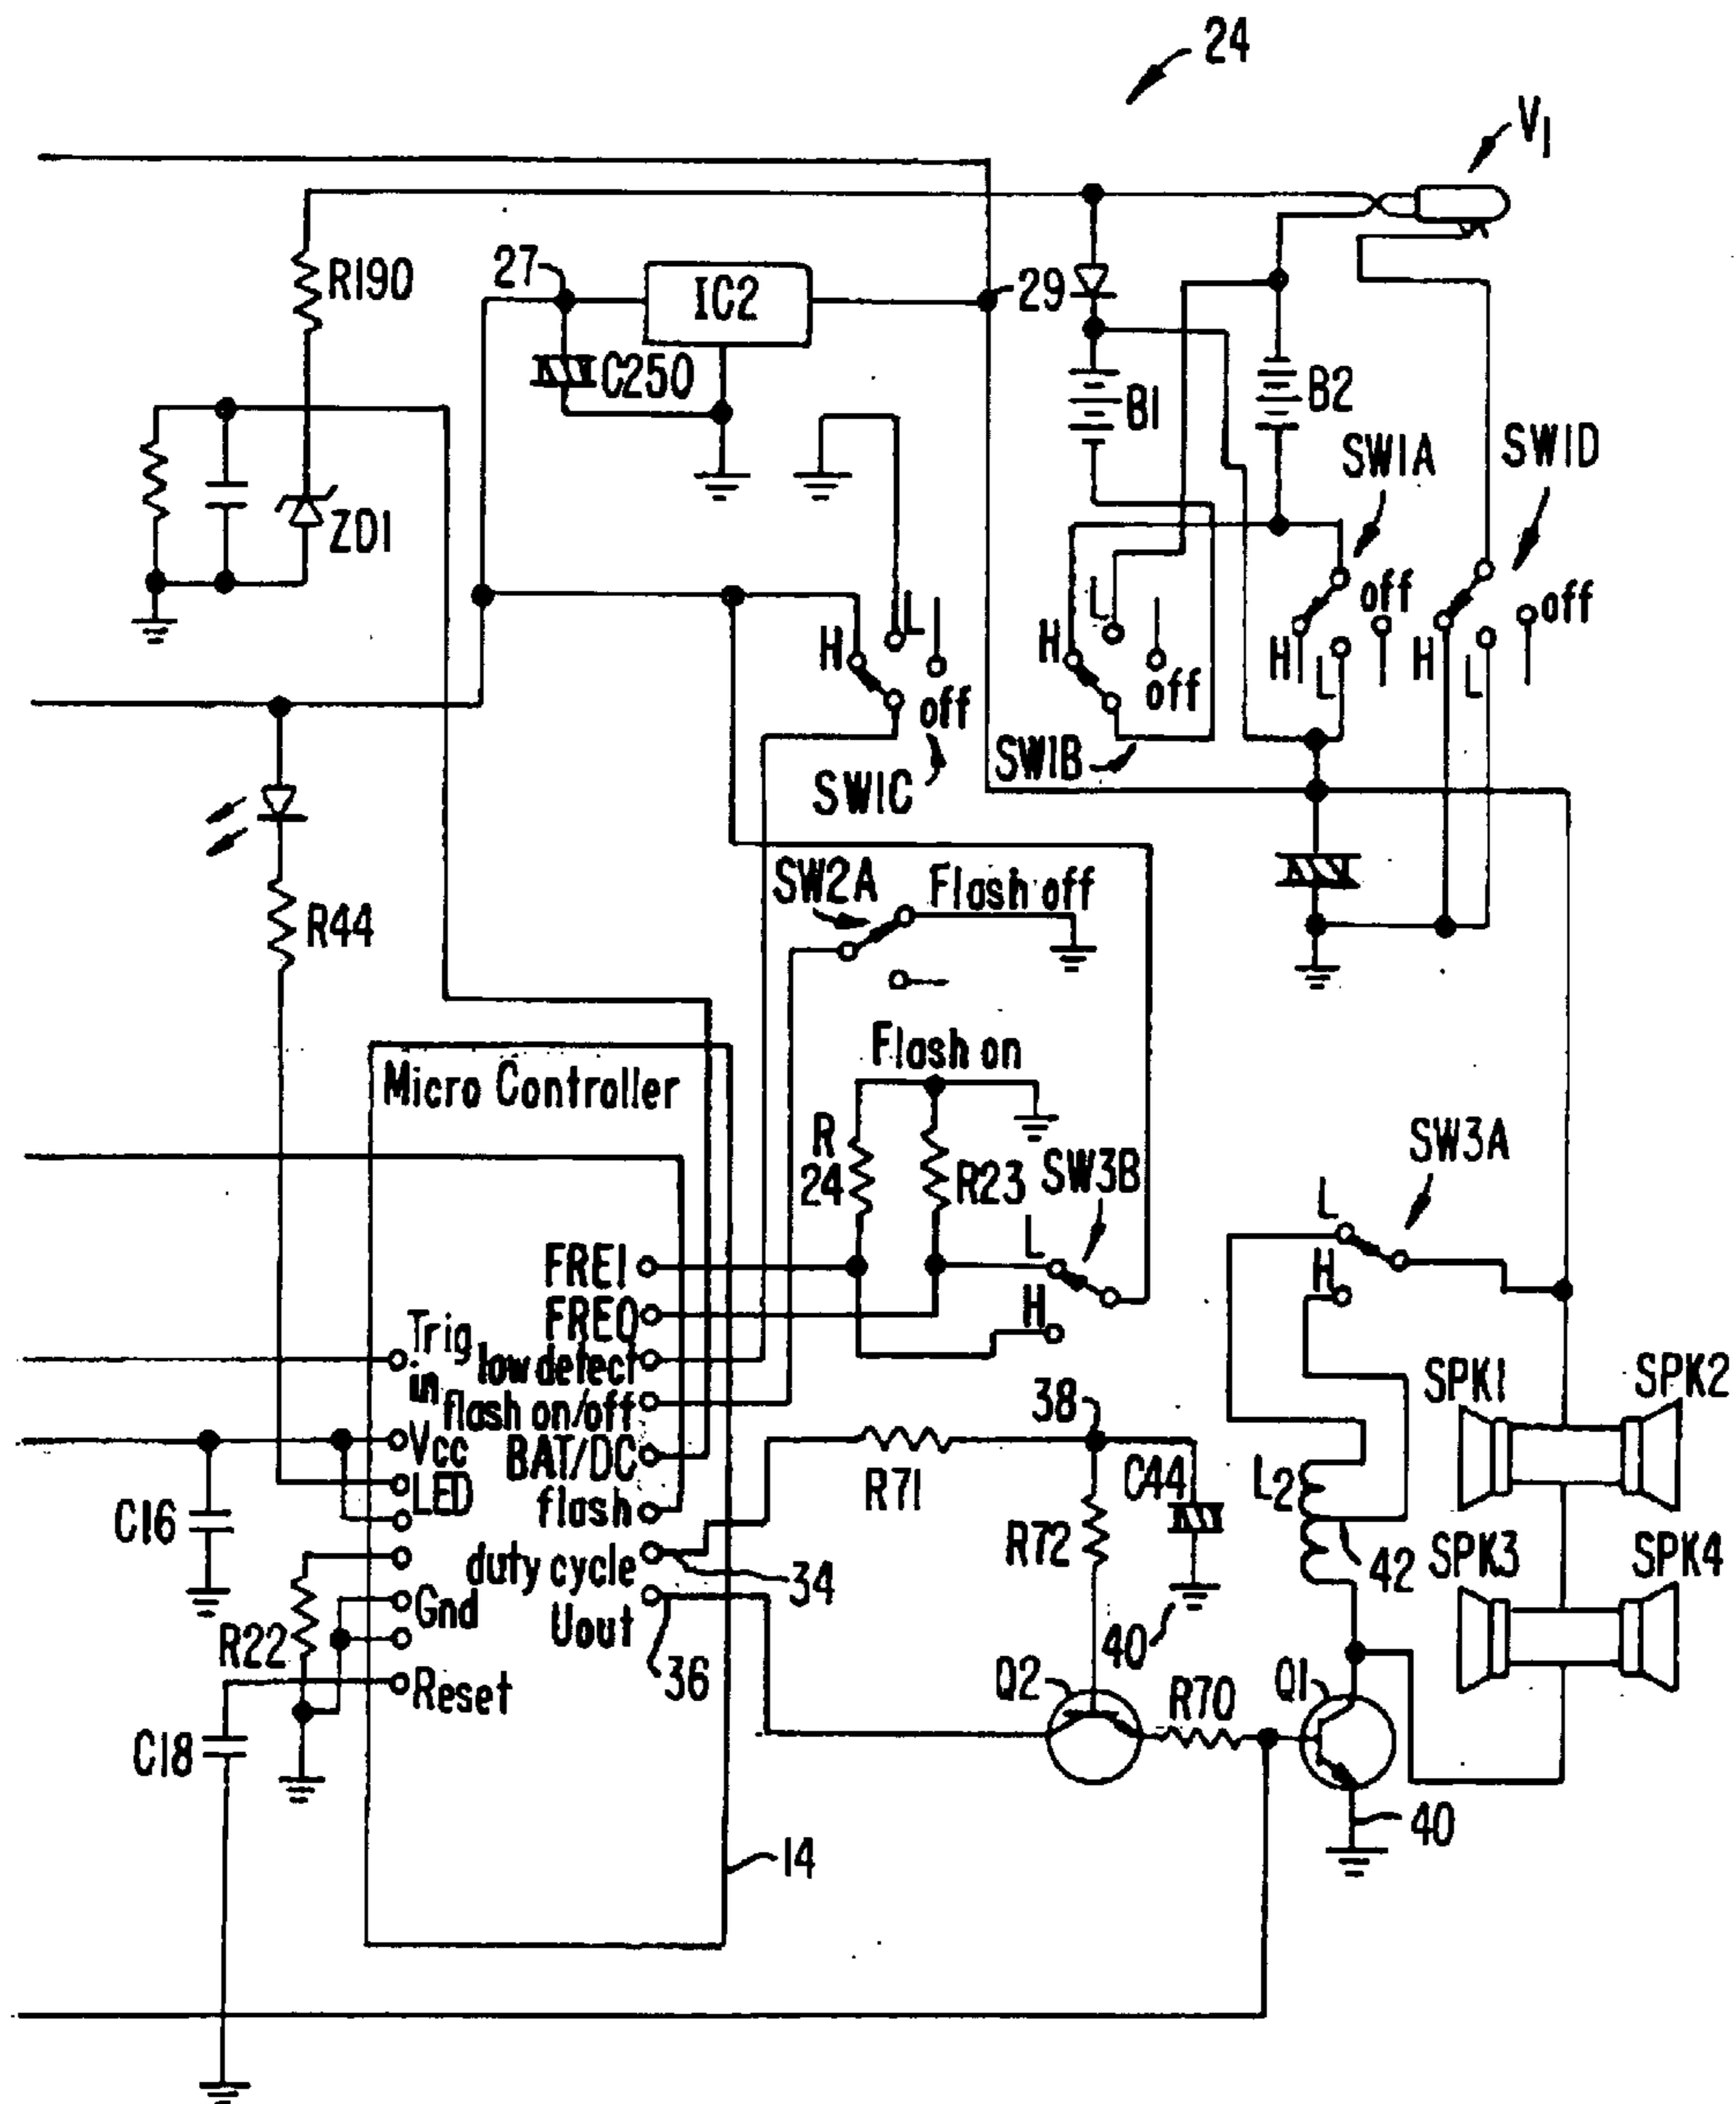 24
V1
R190
27
IC2
29
C250
B1
B2
SW1A
SW1D
ZD1
H
L
off
H
L
off
H
L
off
H
L
off
SW1B
SW1C
SW2A
Flash off
R44
Flash on
Micro Controller
R
24
R23
SW3B
SW3A
L
H
L
H
FRE1
FRE0
Trig
in
low detect
flash on/off
Vcc
BAT/DC
LED
flash
38
R71
C44
R72
L2
42
SPK1
SPK2
SPK3
SPK4
C16
duty cycle
34
Uout
36
Gnd
R22
Reset
40
Q2
R70
Q1
C18
40
14